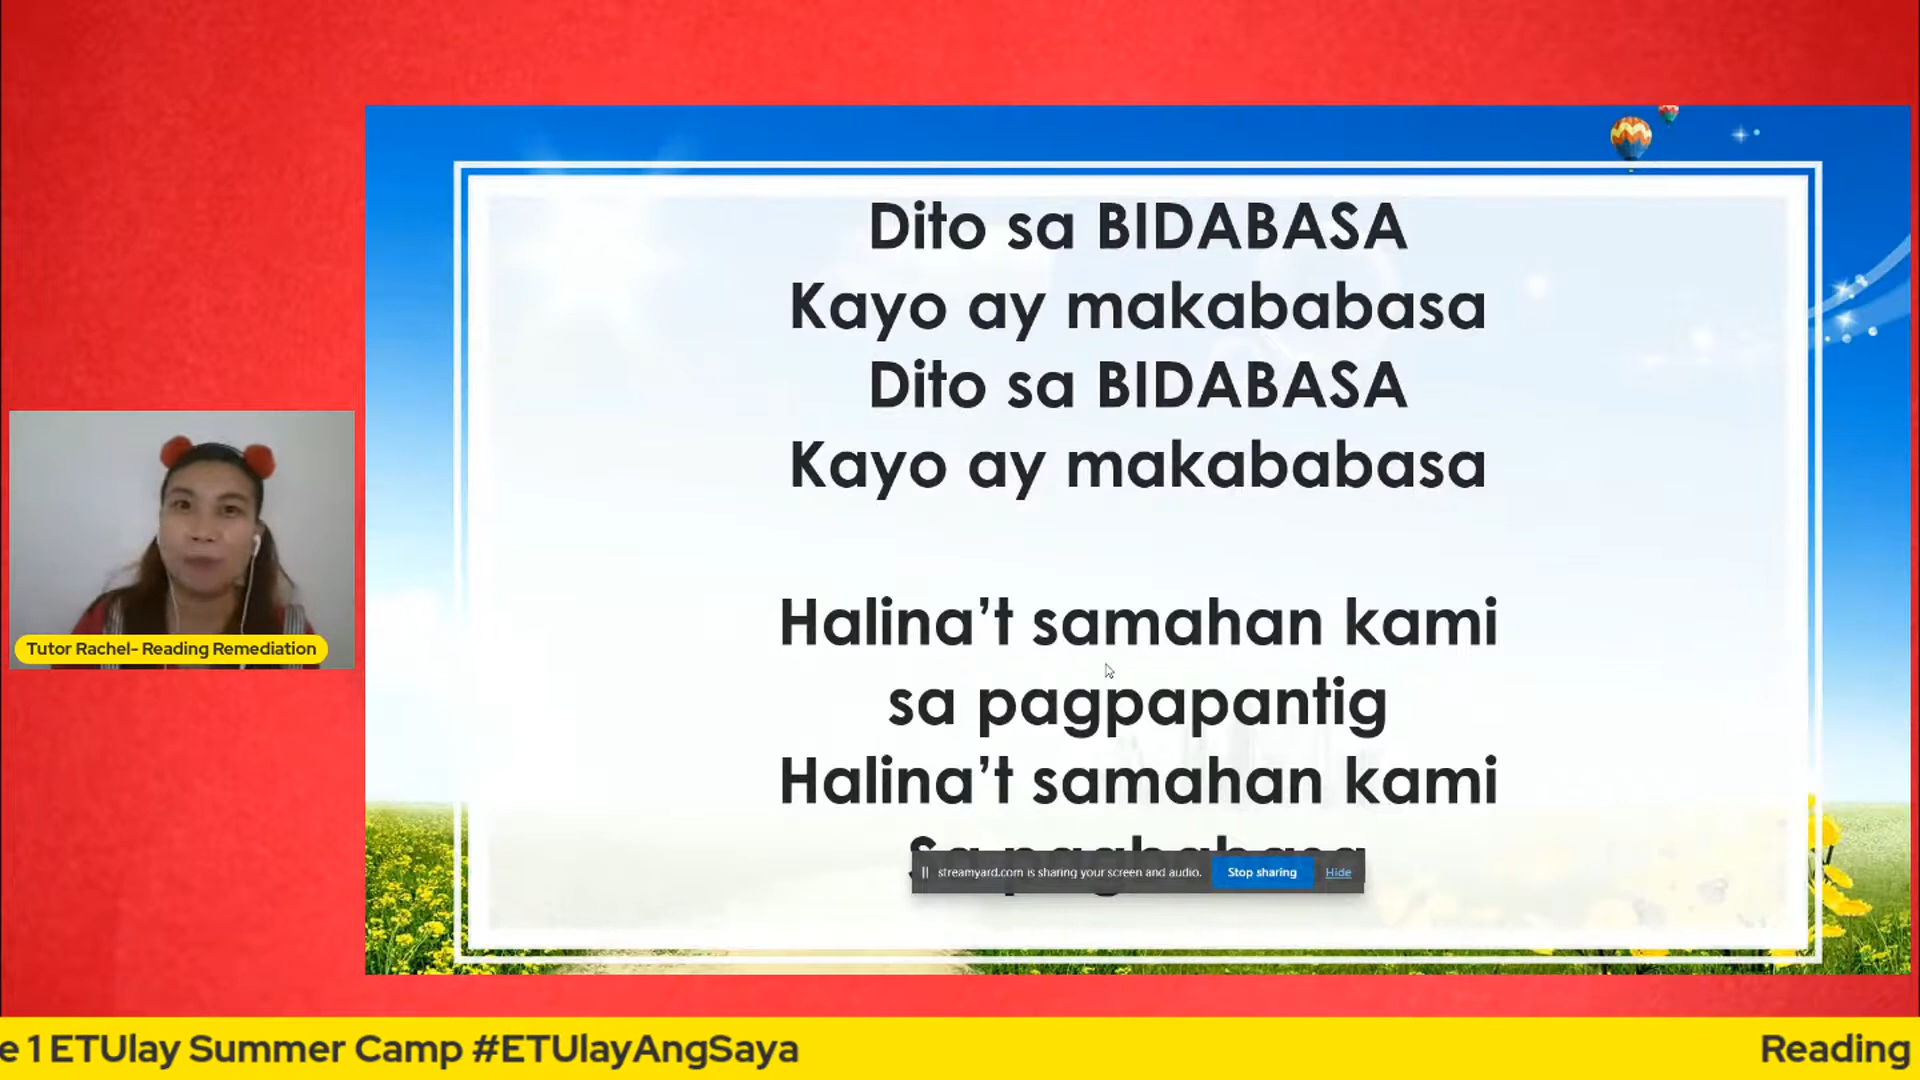 Dito sa BIDABASA
Kayo ay makababasa
Dito sa BIDABASA
Kayo ay makababasa
Halina't samahan kami
sa pagpapantig
Halina't samahan kami
Sa pagbabasa
streamyard.com is sharing your screen and audio. Stop sharing Hide
Tutor Rachel- Reading Remediation
e 1 ETUlay Summer Camp #ETUlayAngSaya Reading